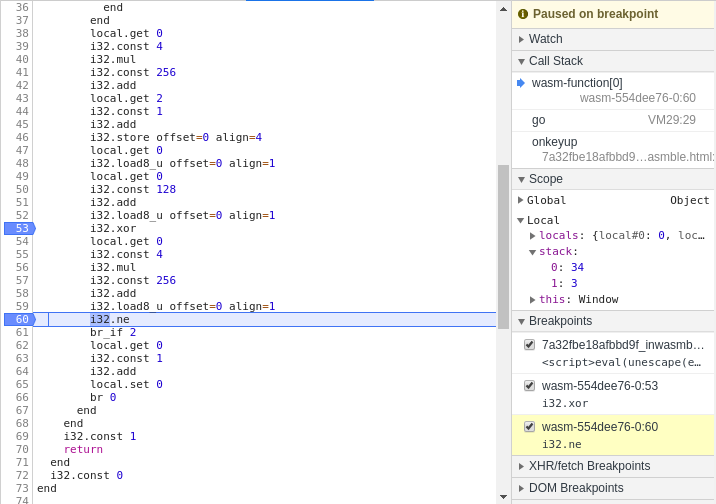 36 end
37 end
38 local.get 0
39 i32.const 4
40 i32.mul
41 i32.const 256
42 i32.add
43 local.get 2
44 i32.const 1
45 i32.add
46 i32.store offset=0 align=4
47 local.get 0
48 i32.load8_u offset=0 align=1
49 local.get 0
50 i32.const 128
51 i32.add
52 i32.load8_u offset=0 align=1
53 i32.xor
54 local.get 0
55 i32.const 4
56 i32.mul
57 i32.const 256
58 i32.add
59 i32.load8_u offset=0 align=1
60 i32.ne
61 br_if 2
62 local.get 0
63 i32.const 1
64 i32.add
65 local.set 0
66 br 0
67 end
68 end
69 i32.const 1
70 return
71 end
72 i32.const 0
73 end
74
Paused on breakpoint
Watch
Call Stack
wasm-function[0]
wasm-554dee76-0:60
go VM29:29
onkeyup
7a32fbe18afbbd9…asmble.html:
Scope
Global Object
Local
locals: {local#0: 0, loc…
stack:
0: 34
1: 3
this: Window
Breakpoints
7a32fbe18afbbd9f_inwasmb…
<script>eval(unescape(e…
wasm-554dee76-0:53
i32.xor
wasm-554dee76-0:60
i32.ne
XHR/fetch Breakpoints
DOM Breakpoints